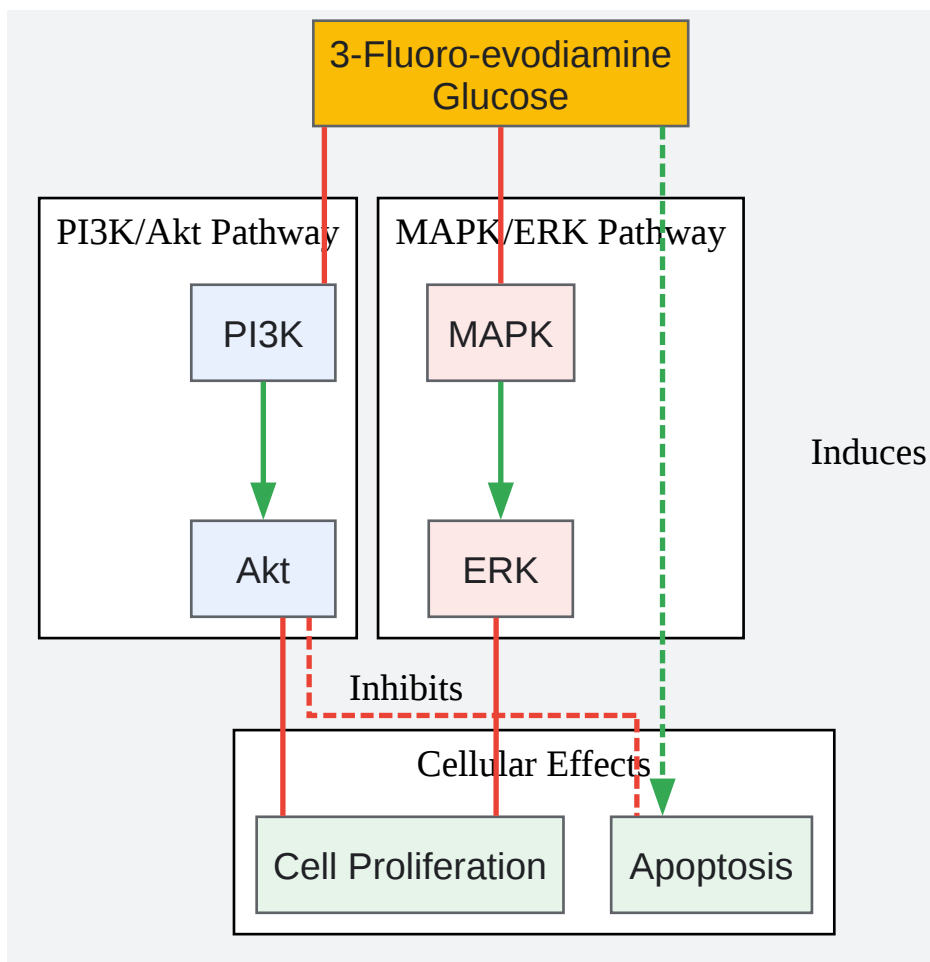 3-Fluoro-evodiamine
Glucose
PI3K/Akt Pathway
MAPK/ERK Pathway
PI3K
MAPK
Induces
Akt
ERK
Inhibits
Cellular Effects
Cell Proliferation
Apoptosis